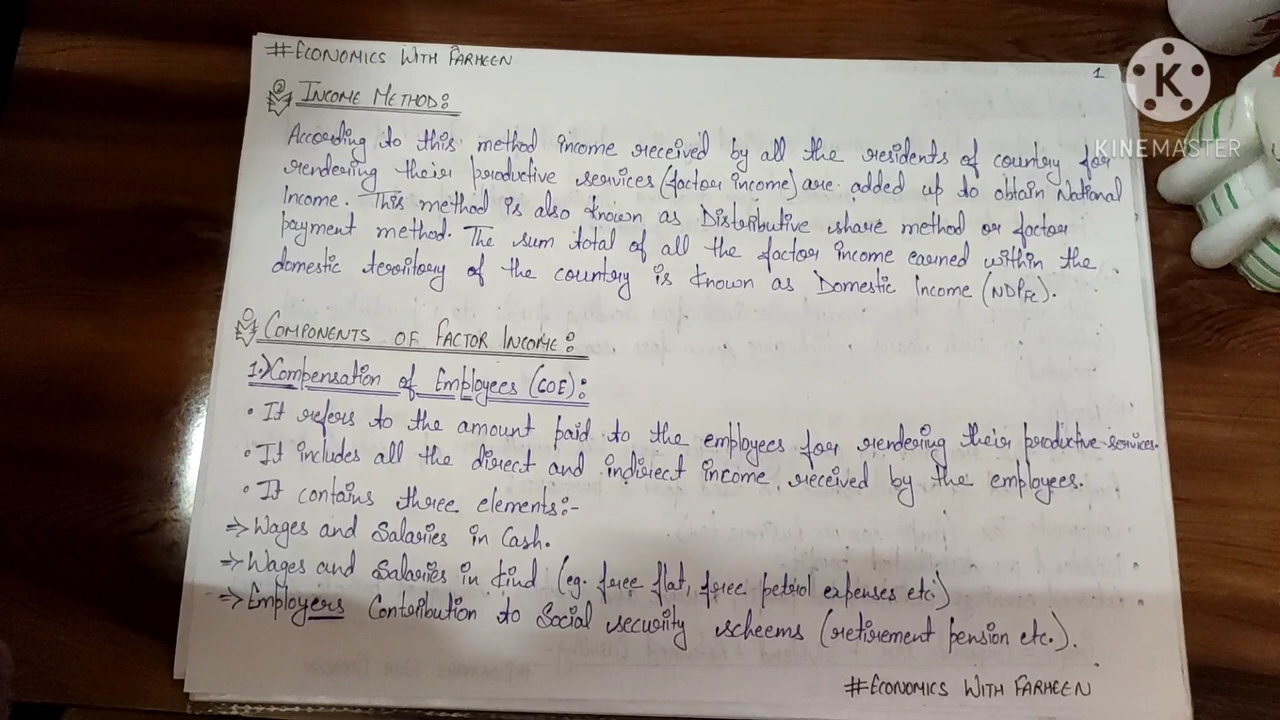 #ECONOMICS WITH FARHEEN
1
K
KINEMASTER
② INCOME METHOD:
According to this method income received by all the residents of country for
rendering their productive services (factor income) are added up to obtain National
Income. This method is also known as Distributive share method or factor
payment method. The sum total of all the factor income earned within the
domestic territory of the country is known as Domestic Income (NDPFC).
COMPONENTS OF FACTOR INCOME:
1.) Compensation of Employees (COE):
• It refers to the amount paid to the employees for rendering their productive services.
• It includes all the direct and indirect income received by the employees.
• It contains three elements:-
⇒ Wages and Salaries in Cash.
⇒ Wages and Salaries in kind (eg. free flat, free petrol expenses etc)
⇒ Employers Contribution to Social security scheems (retirement pension etc.).
#ECONOMICS WITH FARHEEN